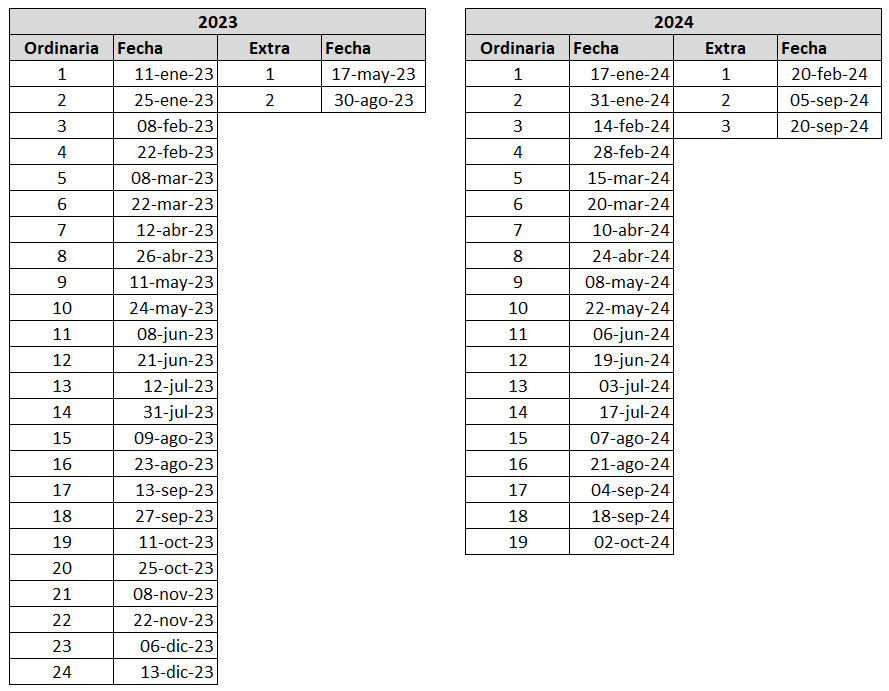 2023 2024
Ordinaria Fecha Extra Fecha Ordinaria Fecha Extra Fecha
1 11-ene-23 1 17-may-23 1 17-ene-24 1 20-feb-24
2 25-ene-23 2 30-ago-23 2 31-ene-24 2 05-sep-24
3 08-feb-23 3 14-feb-24 3 20-sep-24
4 22-feb-23 4 28-feb-24
5 08-mar-23 5 15-mar-24
6 22-mar-23 6 20-mar-24
7 12-abr-23 7 10-abr-24
8 26-abr-23 8 24-abr-24
9 11-may-23 9 08-may-24
10 24-may-23 10 22-may-24
11 08-jun-23 11 06-jun-24
12 21-jun-23 12 19-jun-24
13 12-jul-23 13 03-jul-24
14 31-jul-23 14 17-jul-24
15 09-ago-23 15 07-ago-24
16 23-ago-23 16 21-ago-24
17 13-sep-23 17 04-sep-24
18 27-sep-23 18 18-sep-24
19 11-oct-23 19 02-oct-24
20 25-oct-23
21 08-nov-23
22 22-nov-23
23 06-dic-23
24 13-dic-23